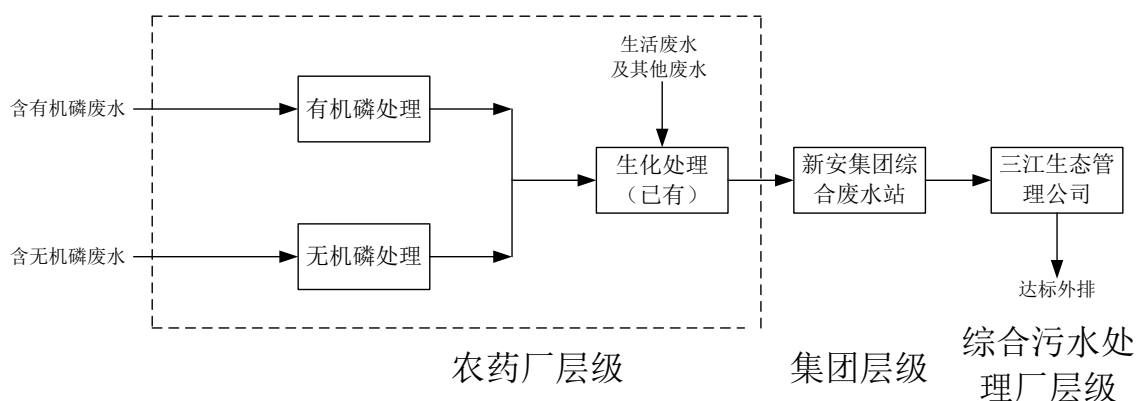 生活废水
及其他废水
含有机磷废水
有机磷处理
生化处理
（已有）
新安集团综
合废水站
三江生态管
理公司
含无机磷废水
无机磷处理
达标外排
农药厂层级
集团层级
综合污水处
理厂层级